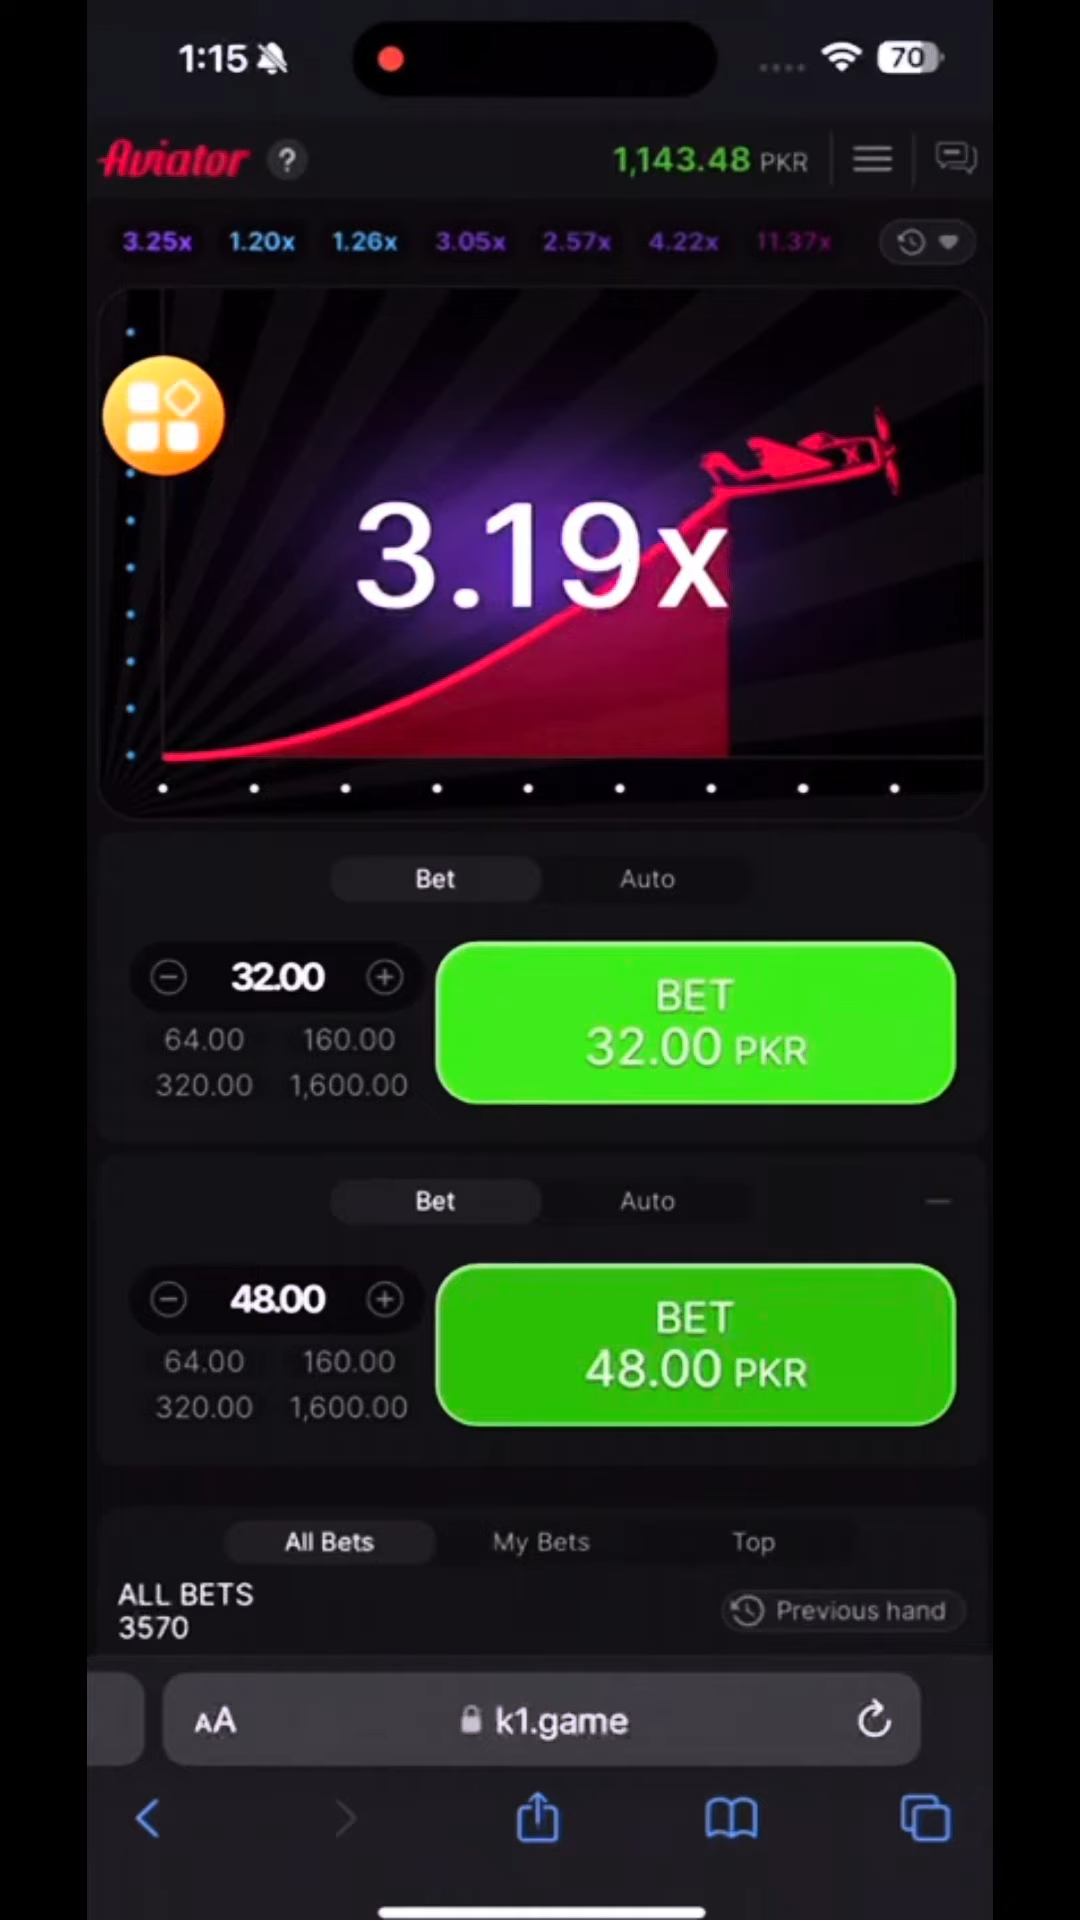 1:15 70
Aviator ? 1,143.48 PKR
3.25x 1.20x 1.26x 3.05x 2.57x 4.22x 11.37x
3.19x
Bet Auto
32.00
64.00 160.00
320.00 1,600.00
BET
32.00 PKR
Bet Auto
48.00
64.00 160.00
320.00 1,600.00
BET
48.00 PKR
All Bets My Bets Top
ALL BETS
3570
Previous hand
AA k1.game